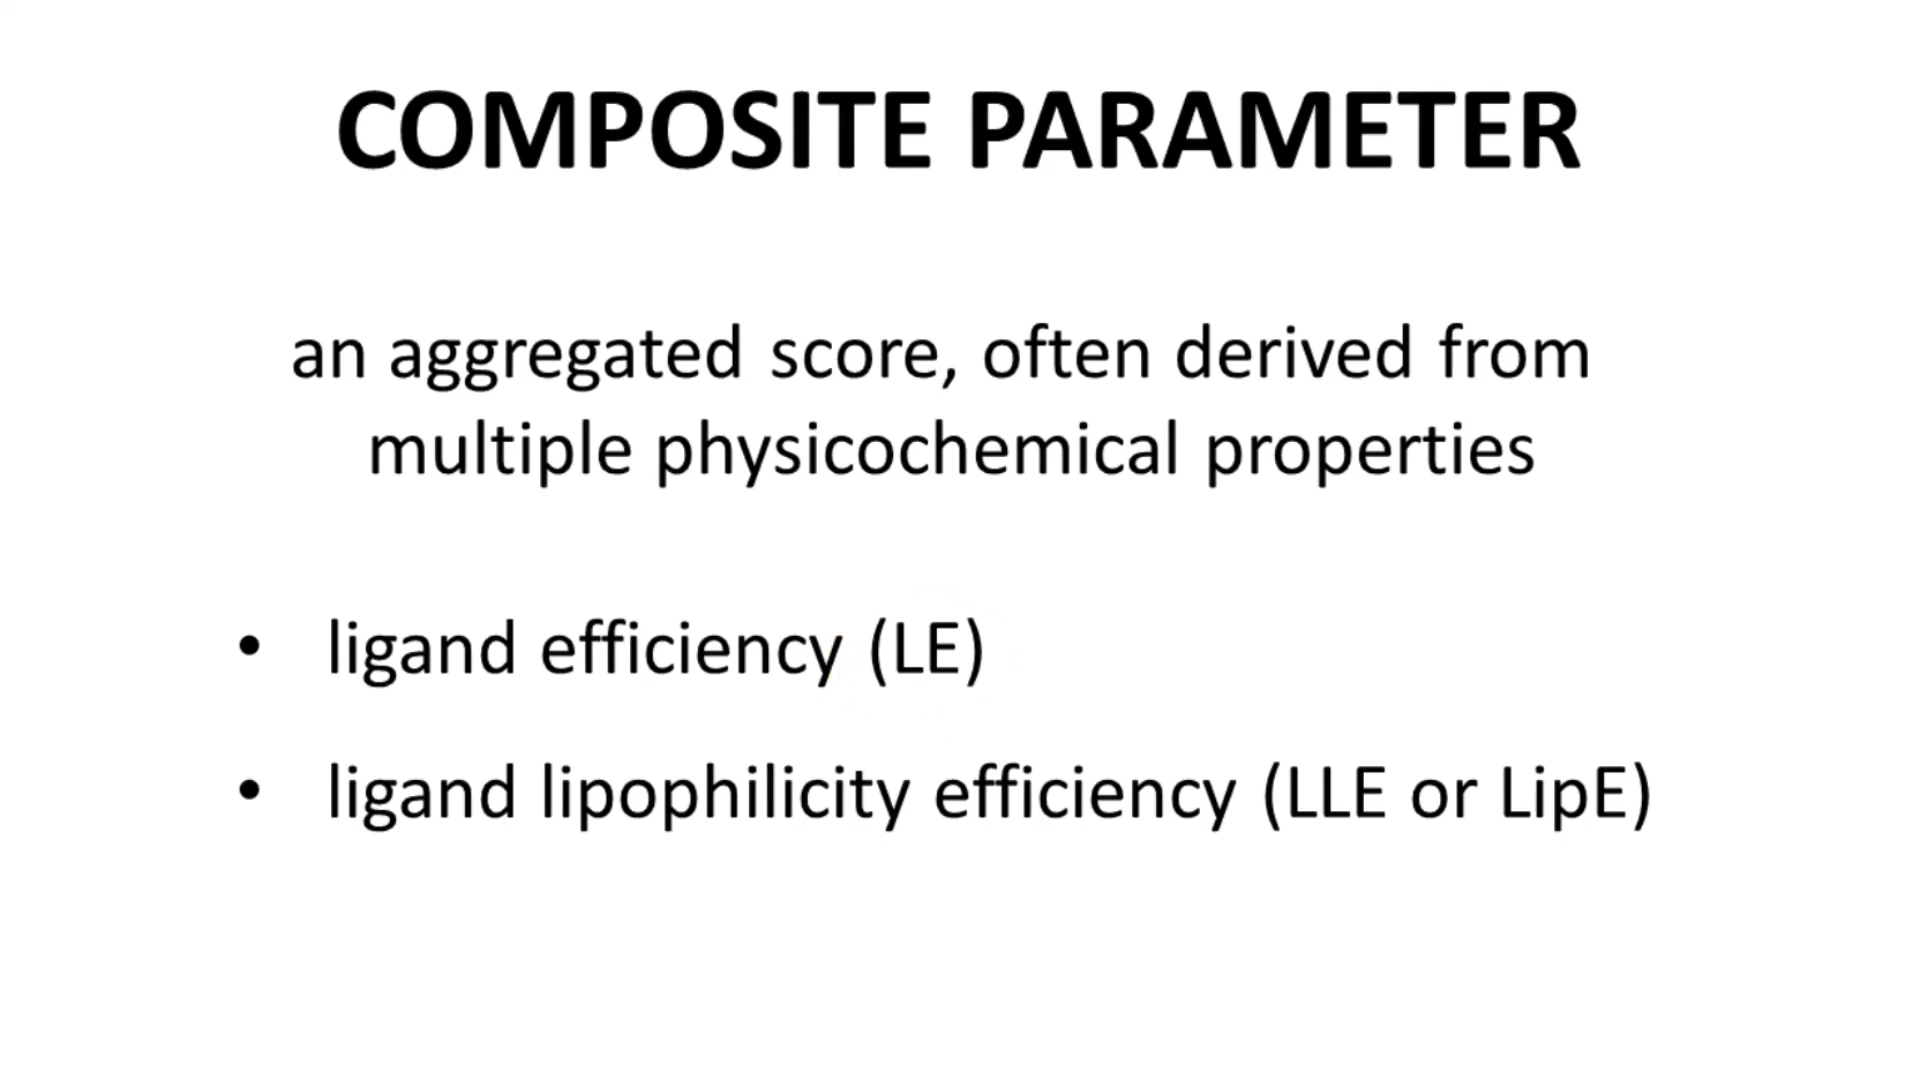 COMPOSITE PARAMETER
an aggregated score, often derived from
multiple physicochemical properties
• ligand efficiency (LE)
• ligand lipophilicity efficiency (LLE or LipE)